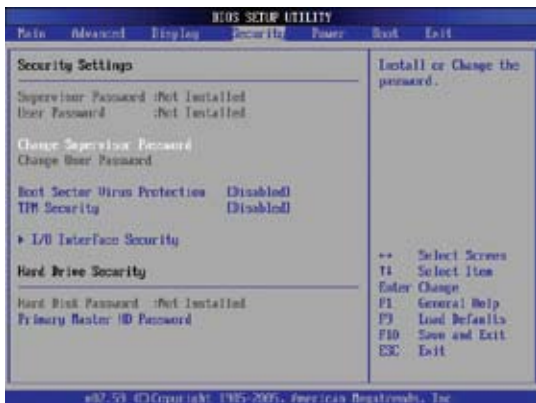 BIOS SETUP UTILITY
Main Advanced Display Security Power Boot Exit
Security Settings
Supervisor Password :Not Installed
User Password :Not Installed
Change Supervisor Password
Change User Password
Boot Sector Virus Protection [Disabled]
TPM Security [Disabled]
▶ I/O Interface Security
Hard Drive Security
Hard Disk Password :Not Installed
Primary Master HD Password
Install or Change the
password.
↔ Select Screen
↑↓ Select Item
Enter Change
F1 General Help
F9 Load Defaults
F10 Save and Exit
ESC Exit
v02.59 (C)Copyright 1985-2005, American Megatrends, Inc